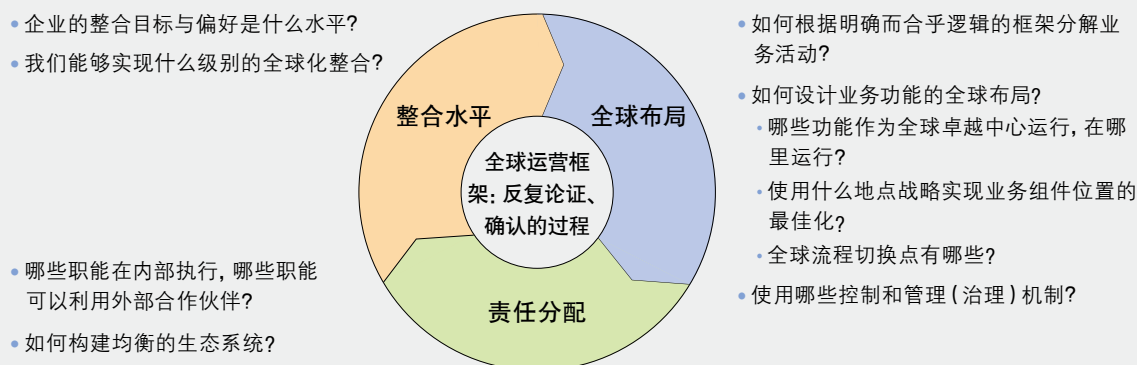 • 企业的整合目标与偏好是什么水平?
• 我们能够实现什么级别的全球化整合?
整合水平
全球布局
责任分配
全球运营框
架: 反复论证、
确认的过程
• 如何根据明确而合乎逻辑的框架分解业
务活动?
• 如何设计业务功能的全球布局?
• 哪些功能作为全球卓越中心运行, 在哪
里运行?
• 使用什么地点战略实现业务组件位置的
最佳化?
• 全球流程切换点有哪些?
• 使用哪些控制和管理 ( 治理 ) 机制?
• 哪些职能在内部执行, 哪些职能
可以利用外部合作伙伴?
• 如何构建均衡的生态系统?